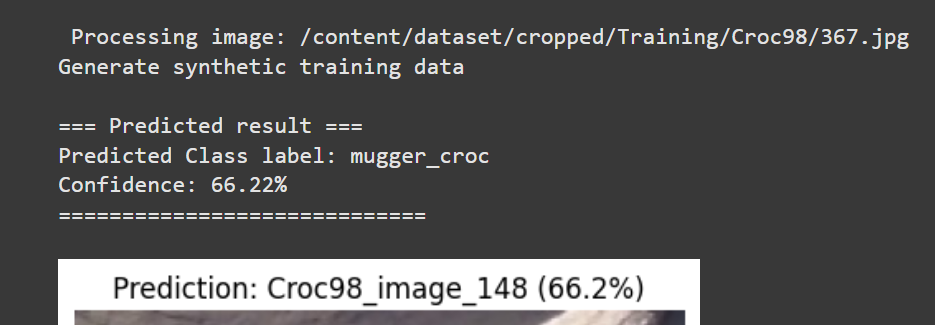 Processing image: /content/dataset/cropped/Training/Croc98/367.jpg
Generate synthetic training data
=== Predicted result ===
Predicted Class label: mugger_croc
Confidence: 66.22%
=============================
Prediction: Croc98_image_148 (66.2%)